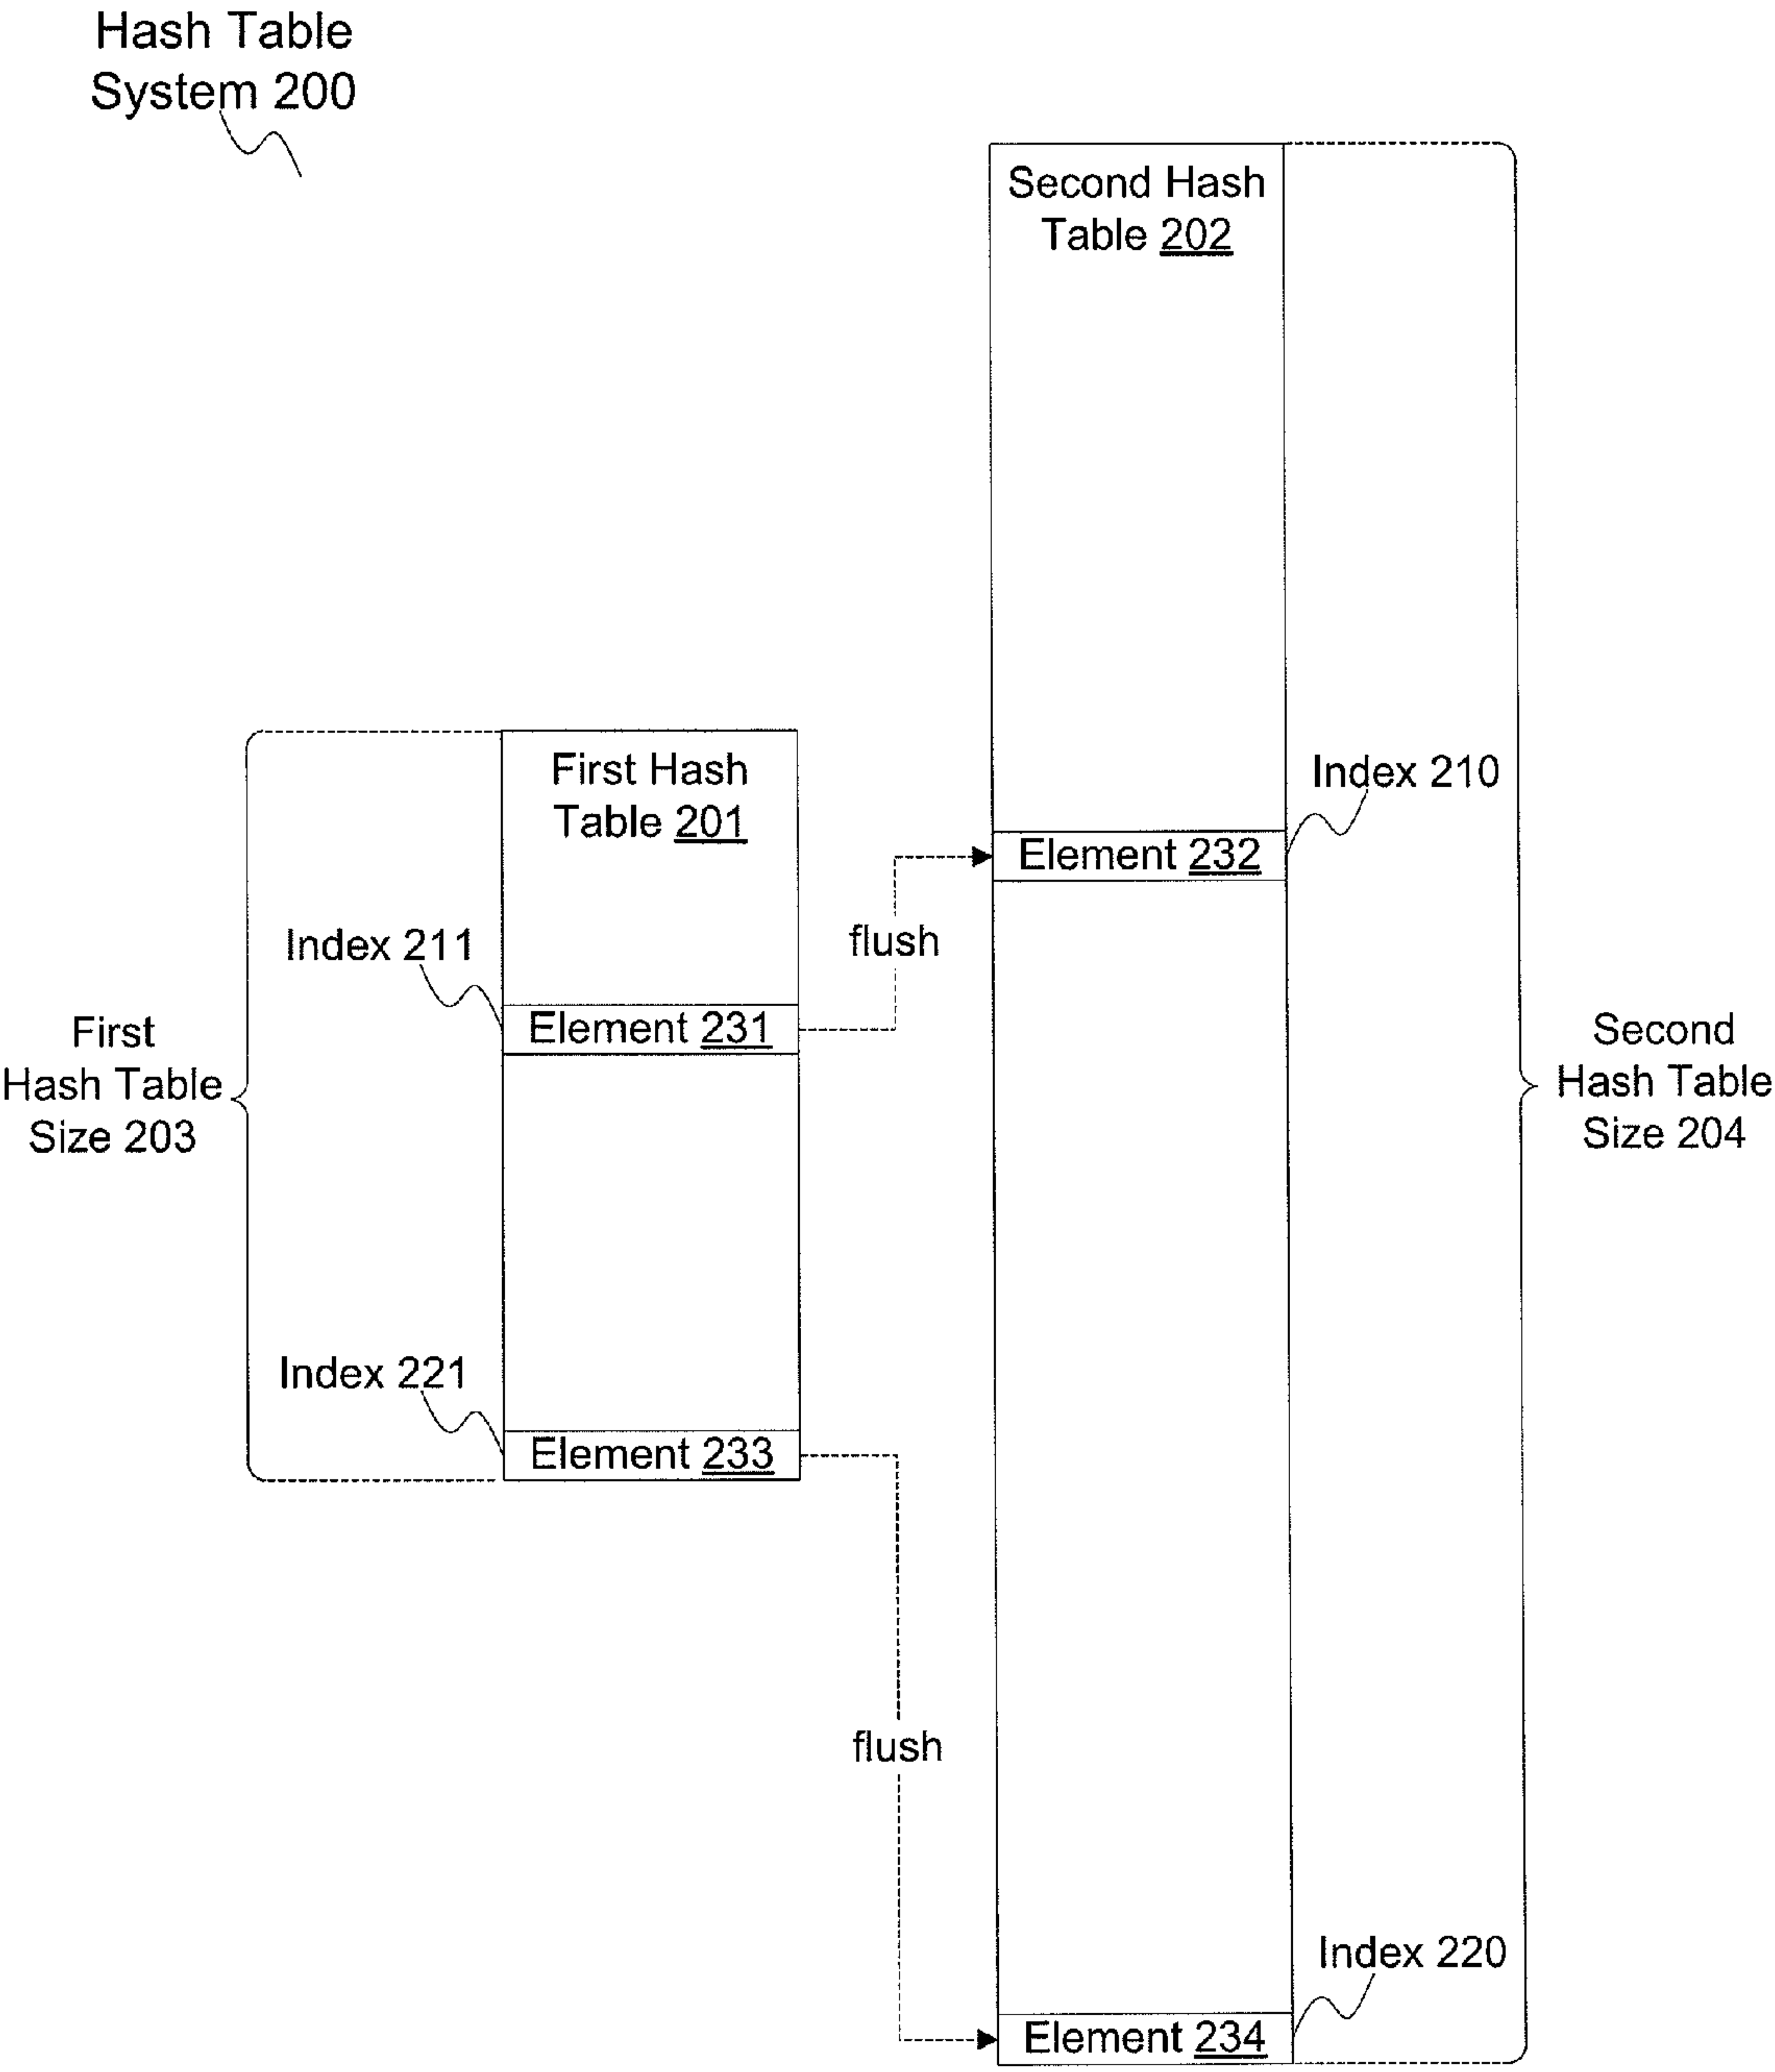 Hash Table
System 200
Second Hash
Table 202
First Hash
Table 201
Index 210
Element 232
flush
Index 211
Element 231
First
Hash Table
Size 203
Second
Hash Table
Size 204
Index 221
Element 233
flush
Index 220
Element 234